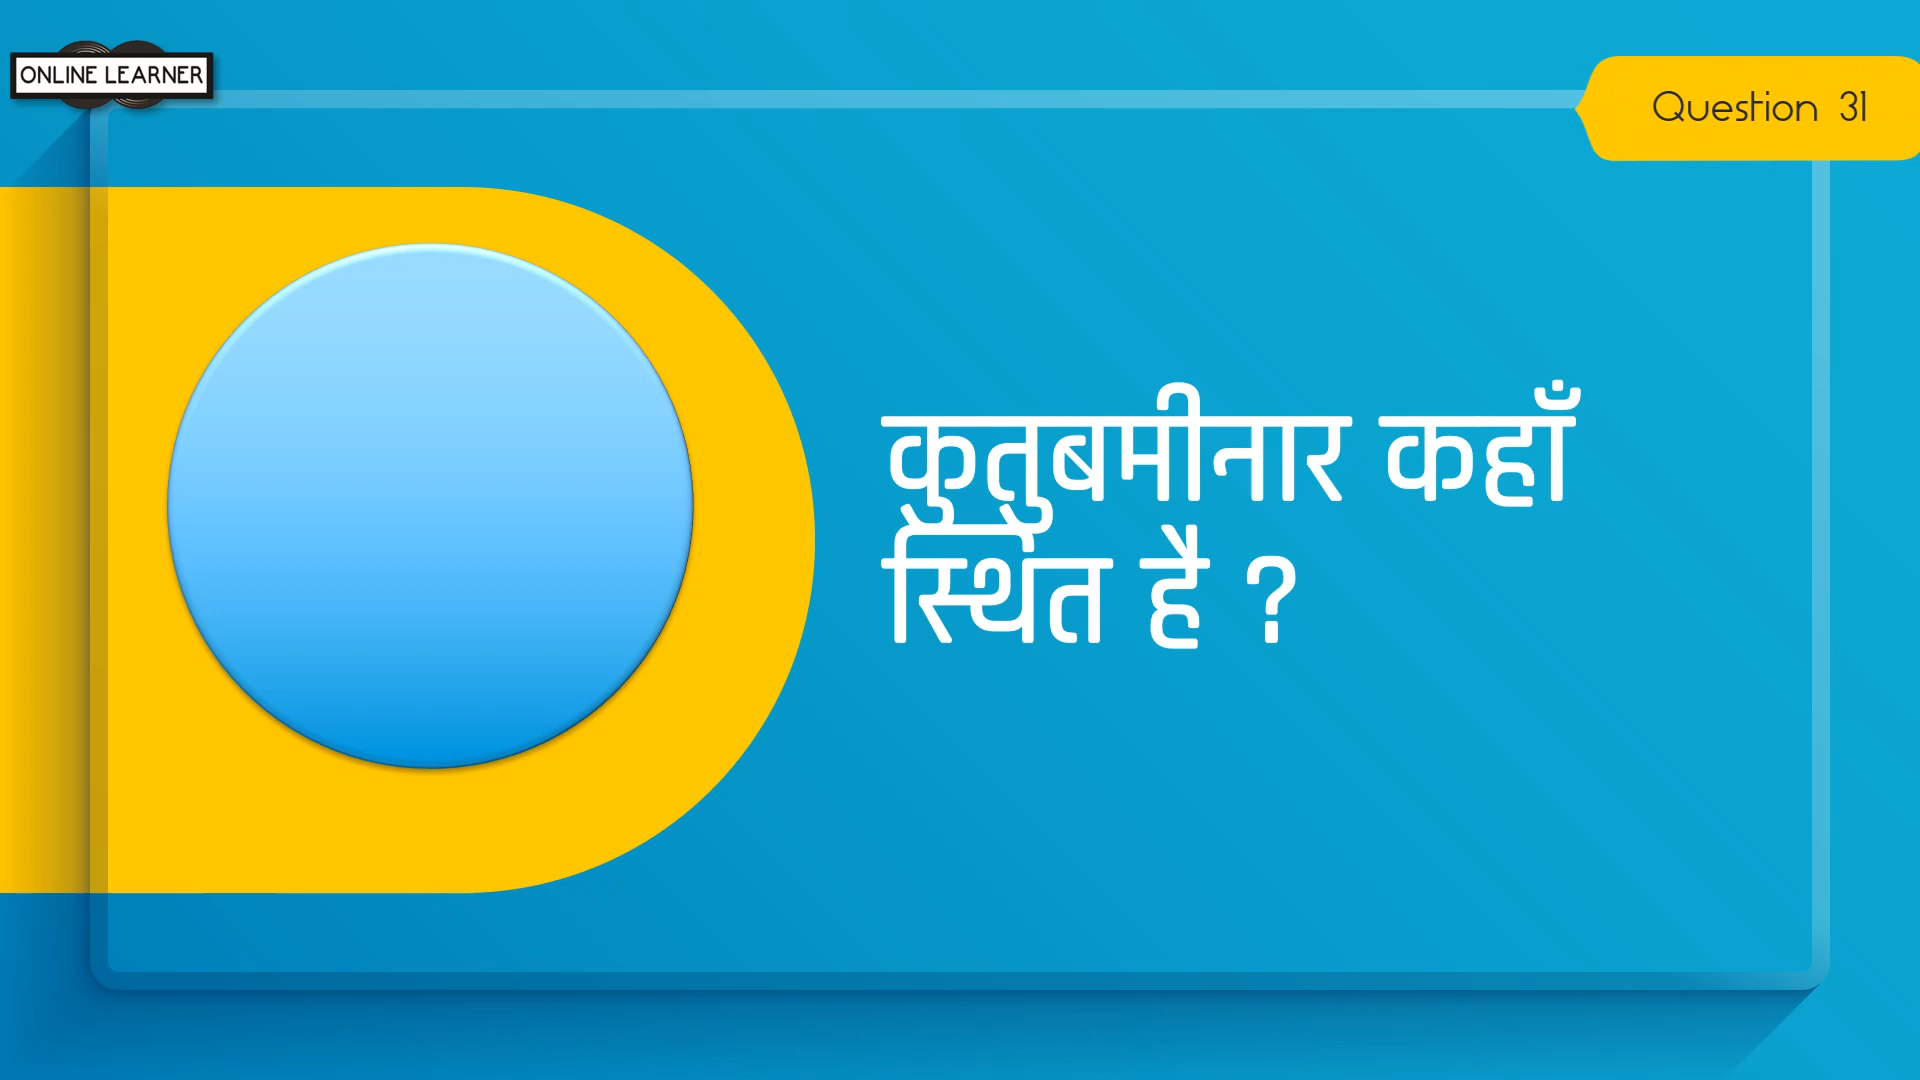 ONLINE LEARNER
Question 31
कुतुबमीनार कहाँ
स्थित है ?